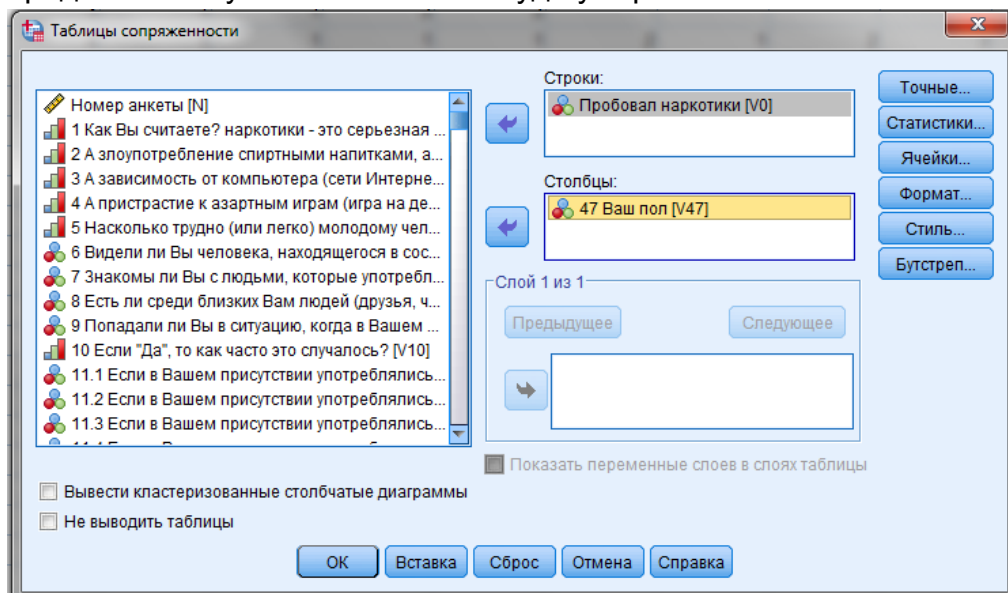 Таблицы сопряженности
Номер анкеты [N]
1 Как Вы считаете? наркотики - это серьезная ...
2 А злоупотребление спиртными напитками, а...
3 А зависимость от компьютера (сети Интерне...
4 А пристрастие к азартным играм (игра на де...
5 Насколько трудно (или легко) молодому чел...
6 Видели ли Вы человека, находящегося в сос...
7 Знакомы ли Вы с людьми, которые употребл...
8 Есть ли среди близких Вам людей (друзья, ч...
9 Попадали ли Вы в ситуацию, когда в Вашем ...
10 Если "Да", то как часто это случалось? [V10]
11.1 Если в Вашем присутствии употреблялись...
11.2 Если в Вашем присутствии употреблялись...
11.3 Если в Вашем присутствии употреблялись...
Строки:
Пробовал наркотики [V0]
Столбцы:
47 Ваш пол [V47]
Слой 1 из 1
Предыдущее
Следующее
Показать переменные слоев в слоях таблицы
Точные...
Статистики...
Ячейки...
Формат...
Стиль...
Бутстреп...
Вывести кластеризованные столбчатые диаграммы
Не выводить таблицы
ОК Вставка Сброс Отмена Справка